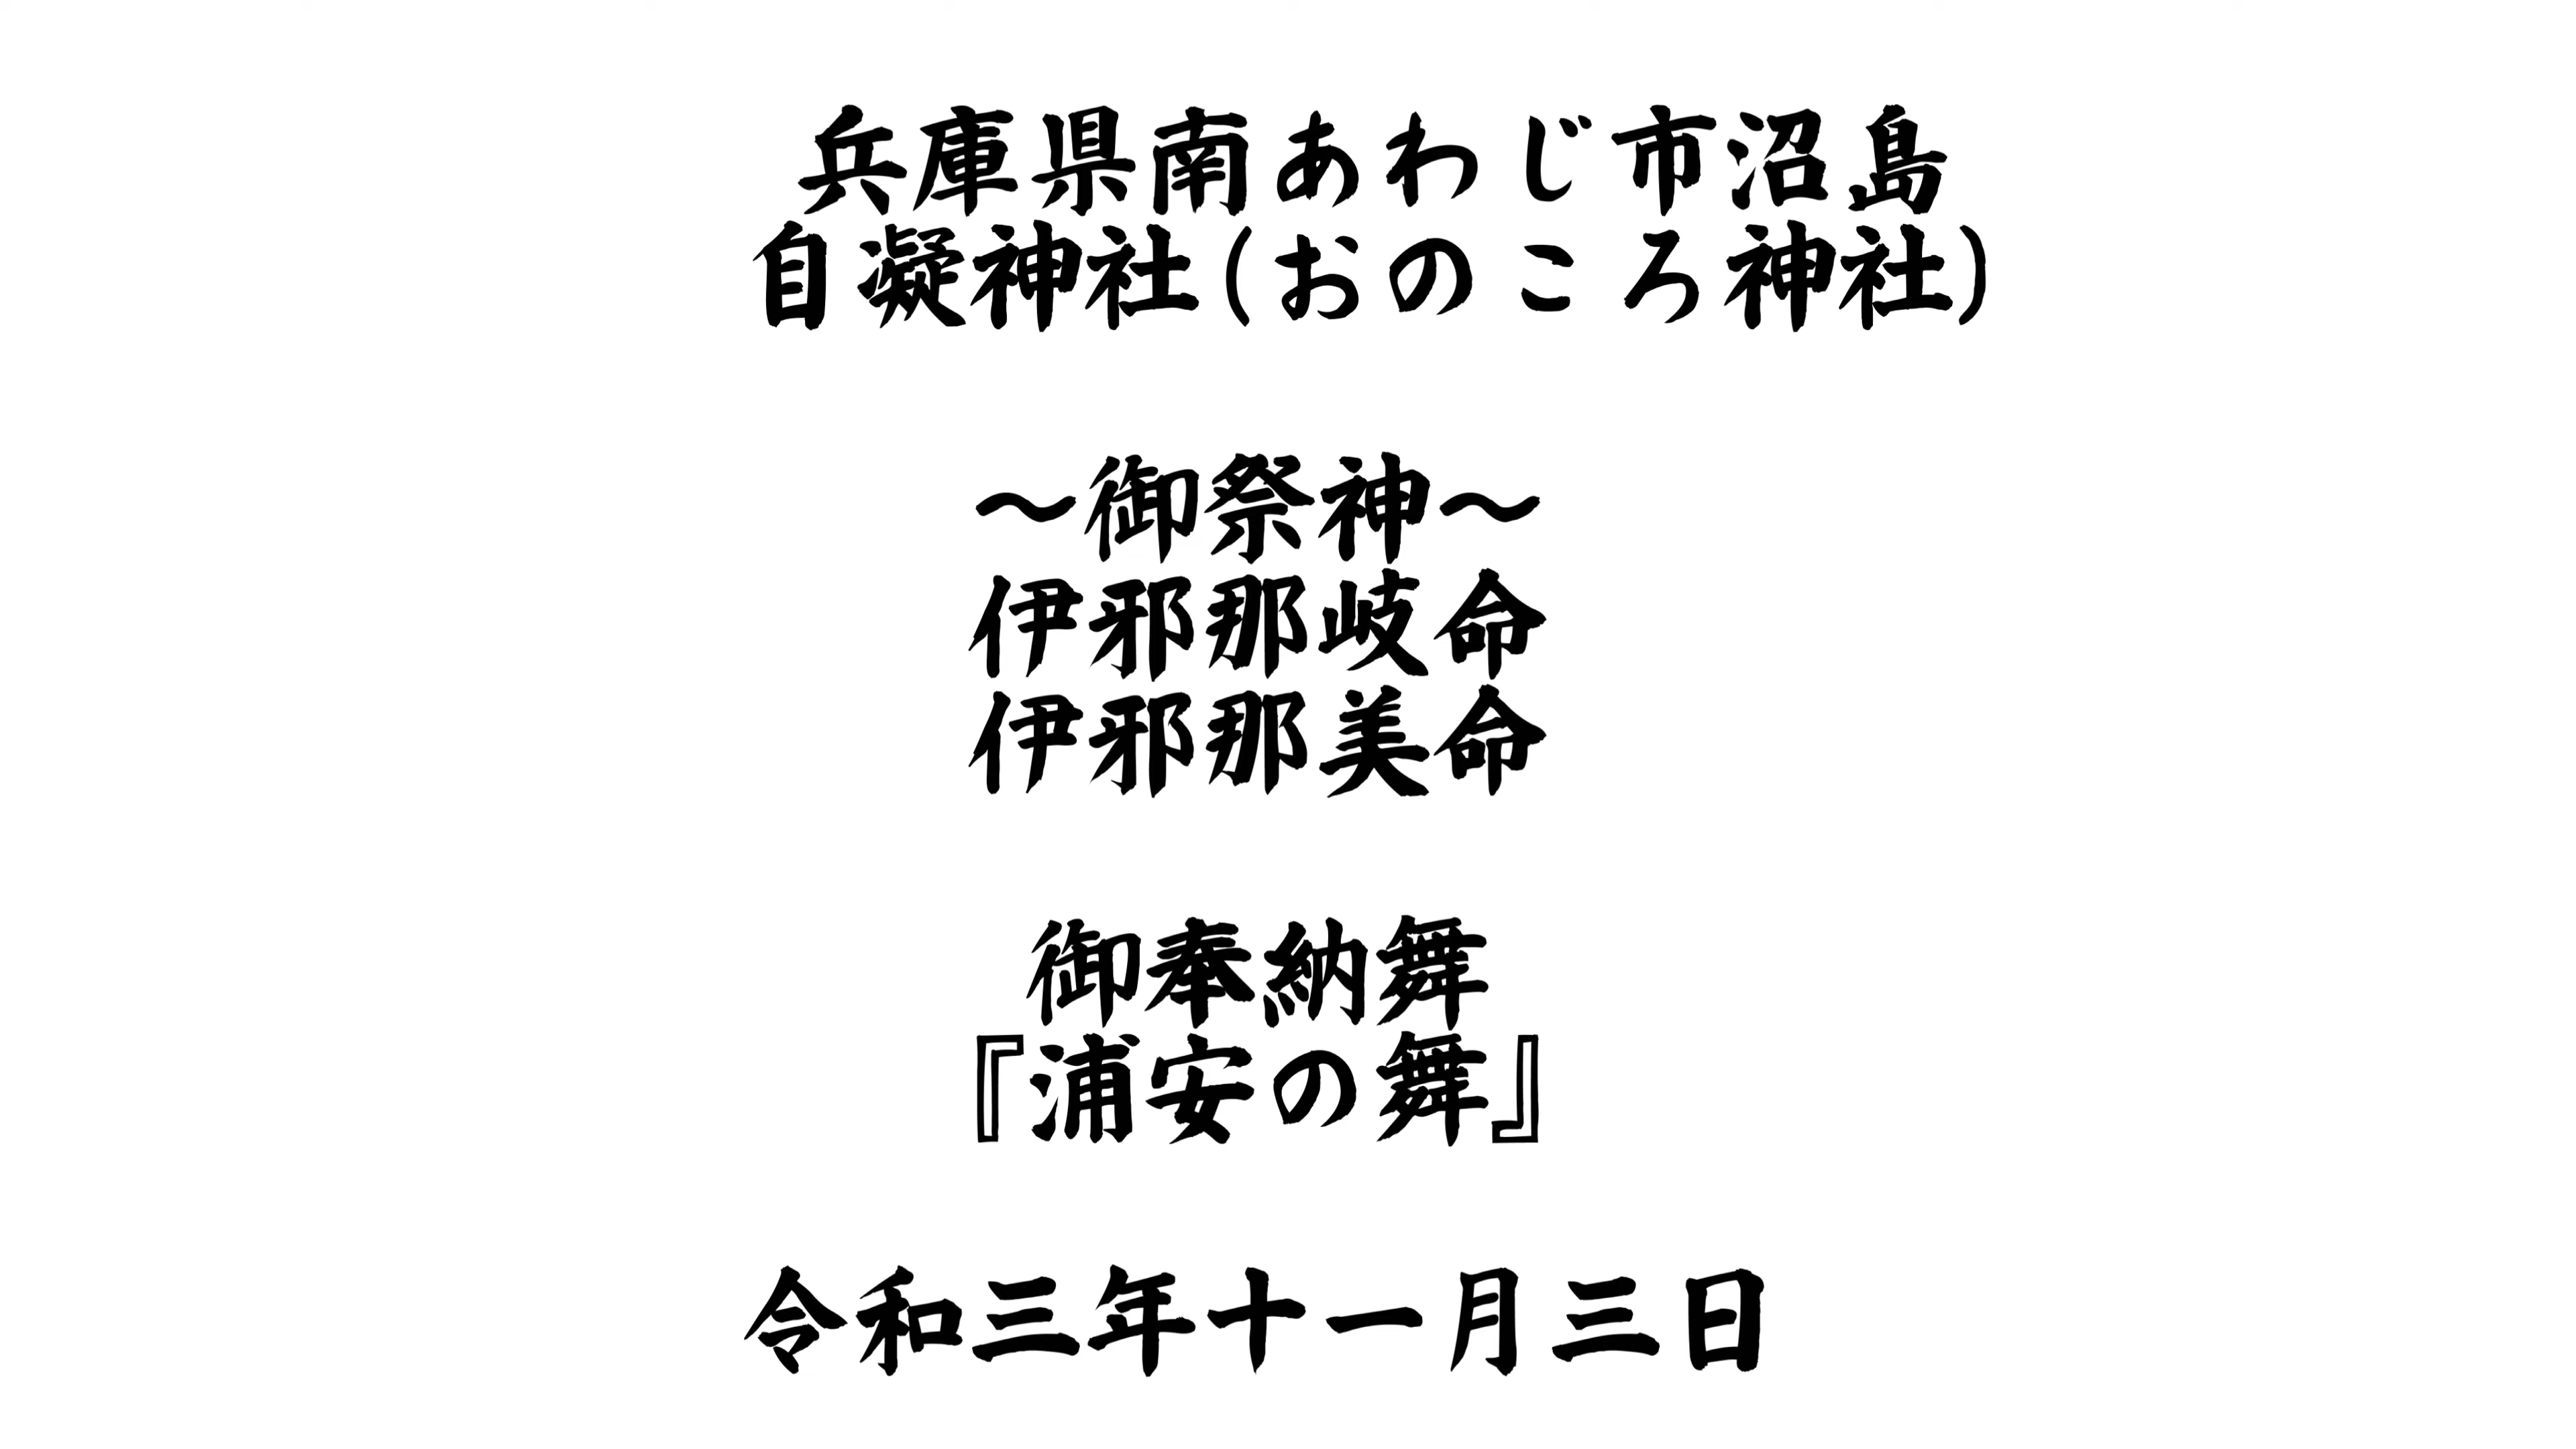 兵庫県南あわじ市沼島
自凝神社(おのころ神社)
～御祭神～
伊邪那岐命
伊邪那美命
御奉納舞
『浦安の舞』
令和三年十一月三日